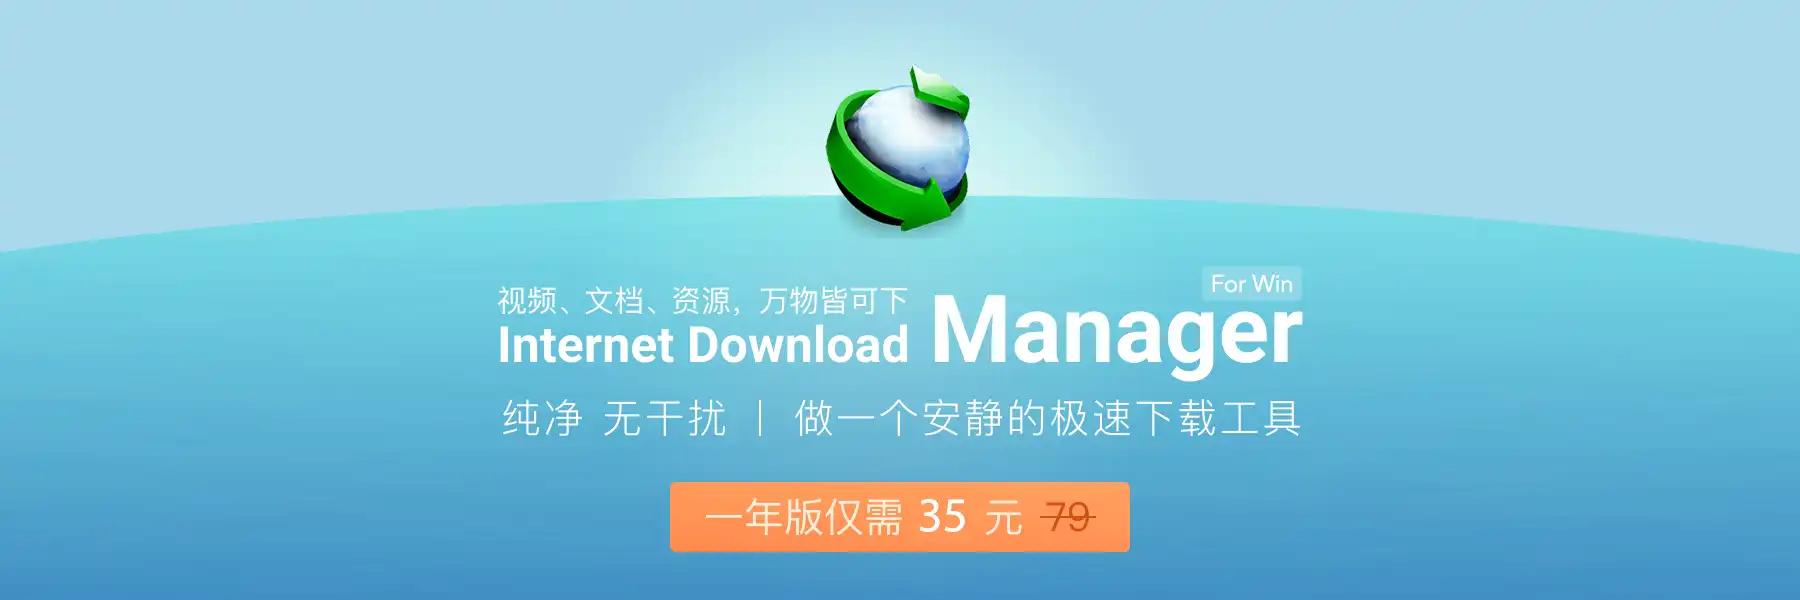 For Win
视频、文档、资源，万物皆可下
Internet Download Manager
纯净 无干扰 | 做一个安静的极速下载工具
一年版仅需 35 元 79